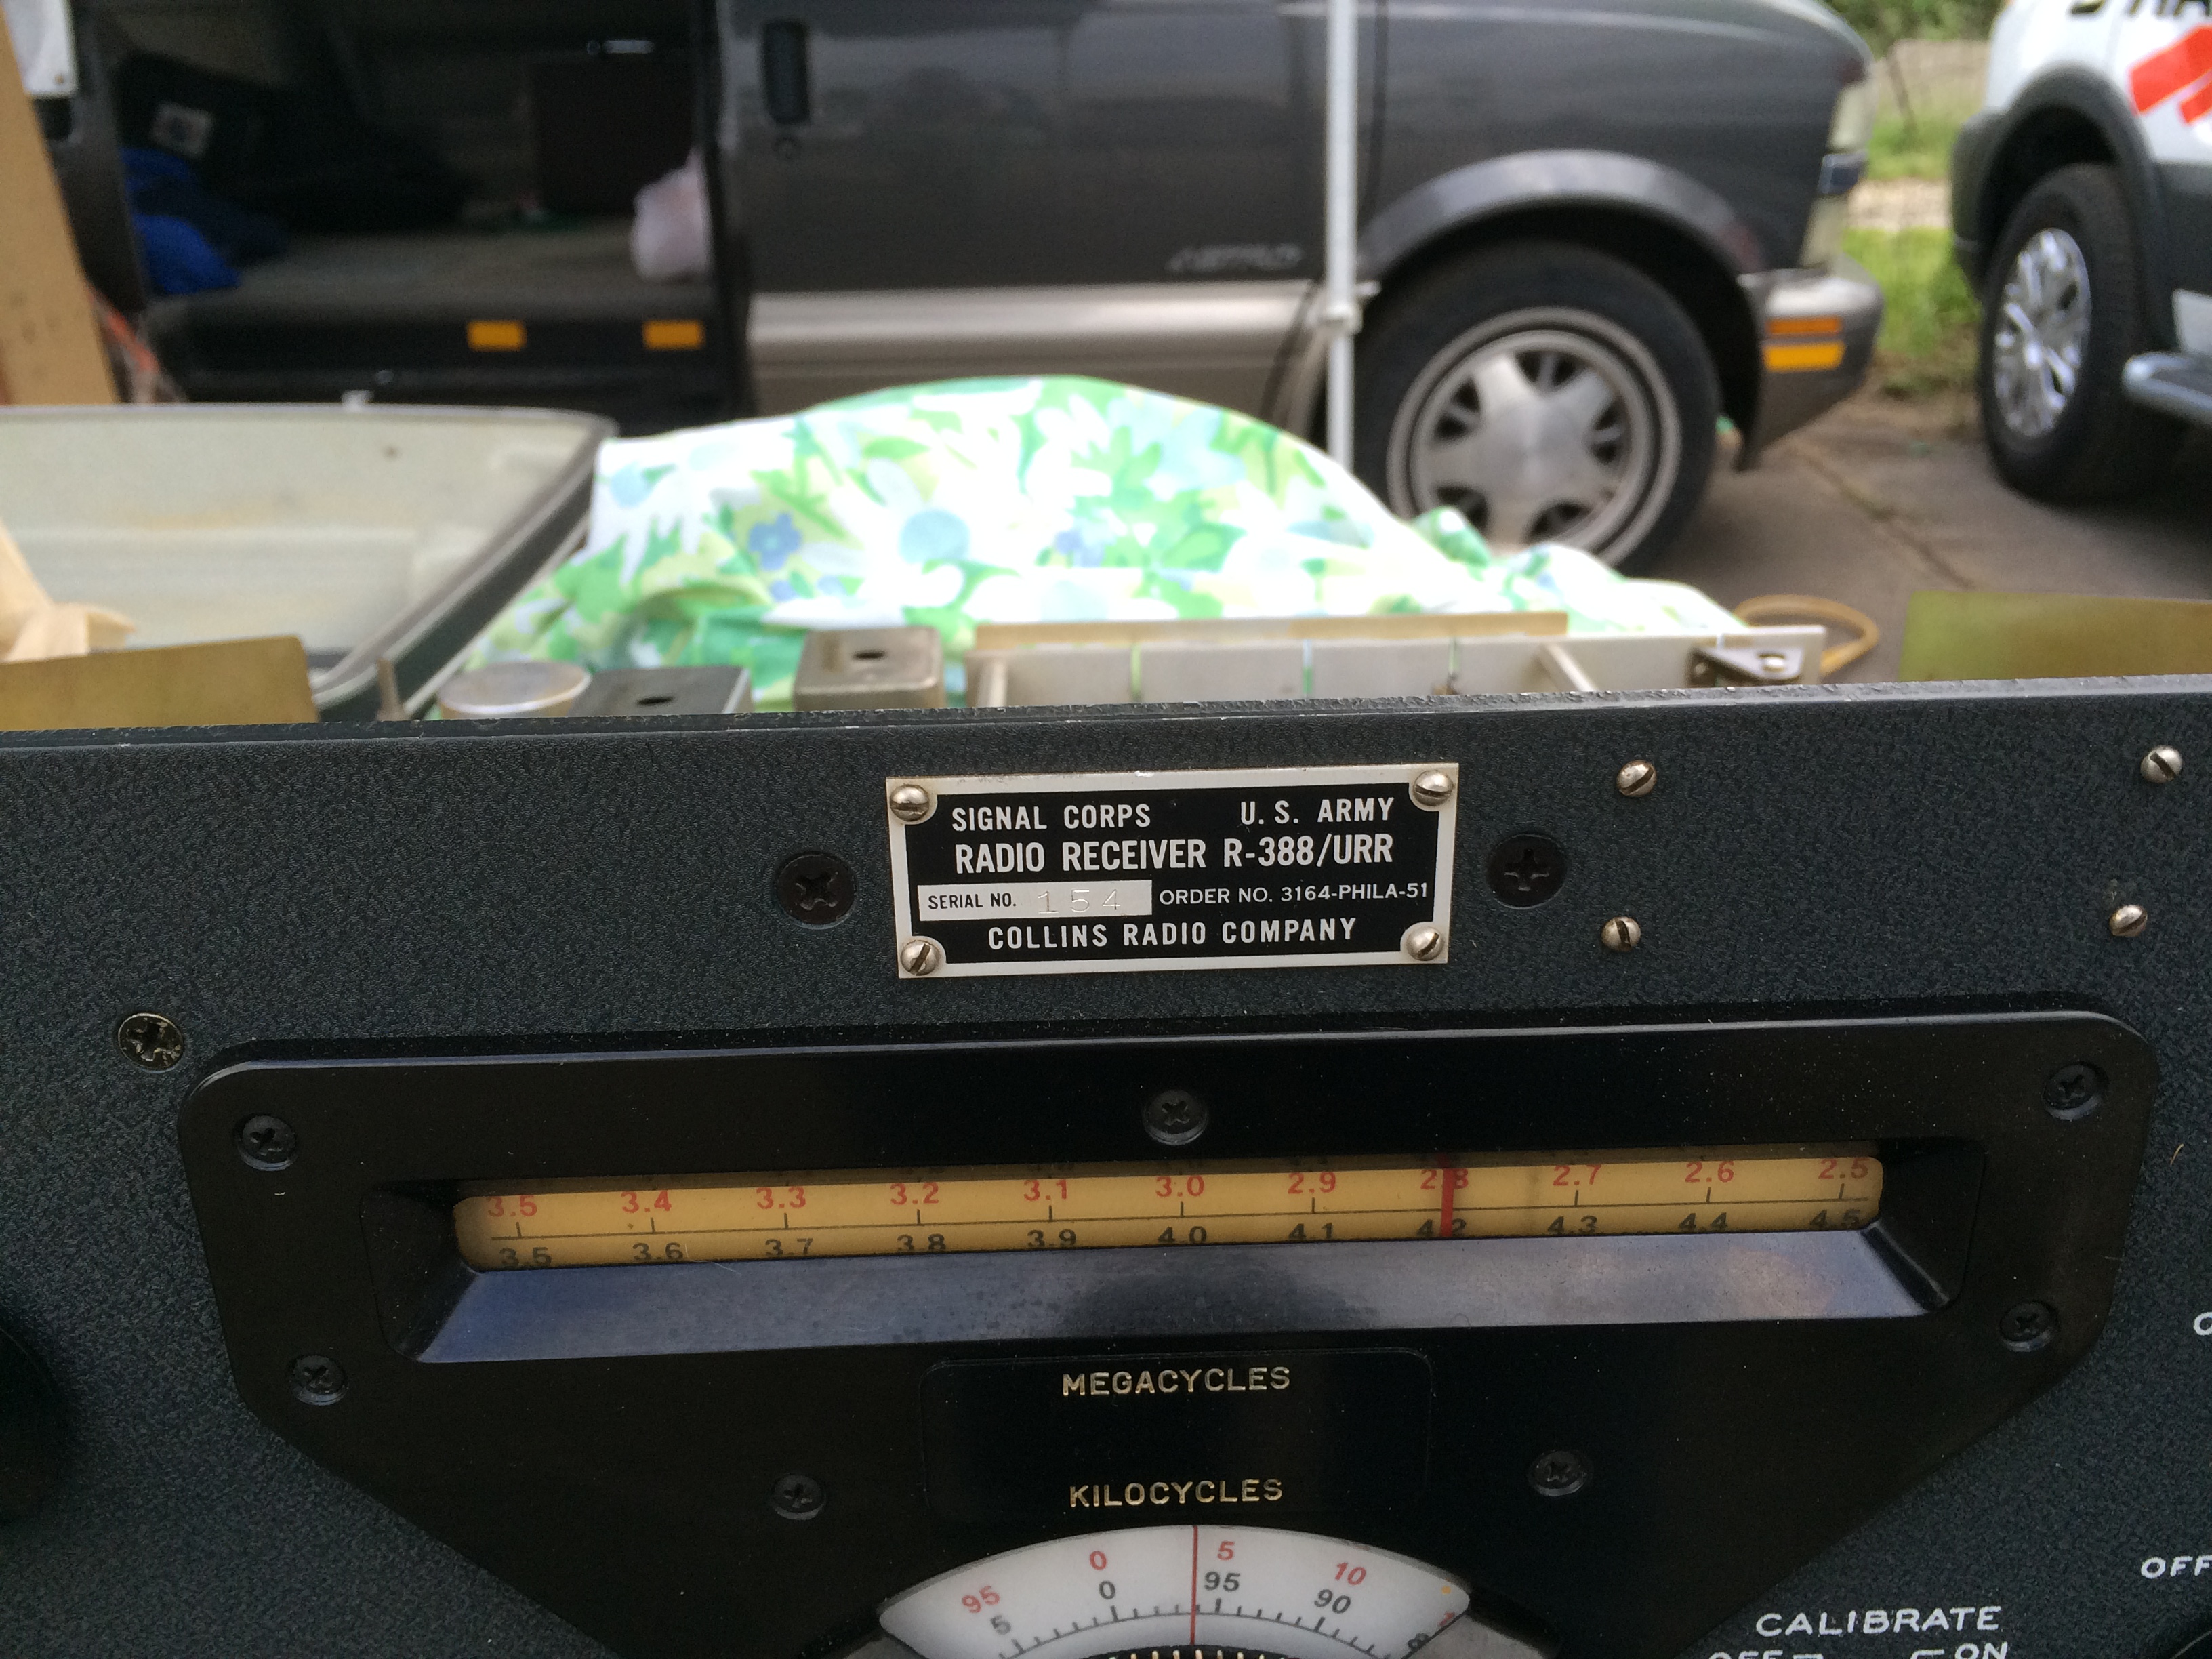 ASTRO
SIGNAL CORPS U. S. ARMY
RADIO RECEIVER R-388/URR
SERIAL NO. 154 ORDER NO. 3164-PHILA-51
COLLINS RADIO COMPANY
3.5 3.4 3.3 3.2 3.1 3.0 2.9 2.8 2.7 2.6 2.5
3.5 3.6 3.7 3.8 3.9 4.0 4.1 4.2 4.3 4.4 4.5
MEGACYCLES
KILOCYCLES
95 0 5 10
5 0 95 90
OFF
CALIBRATE
OFF ON